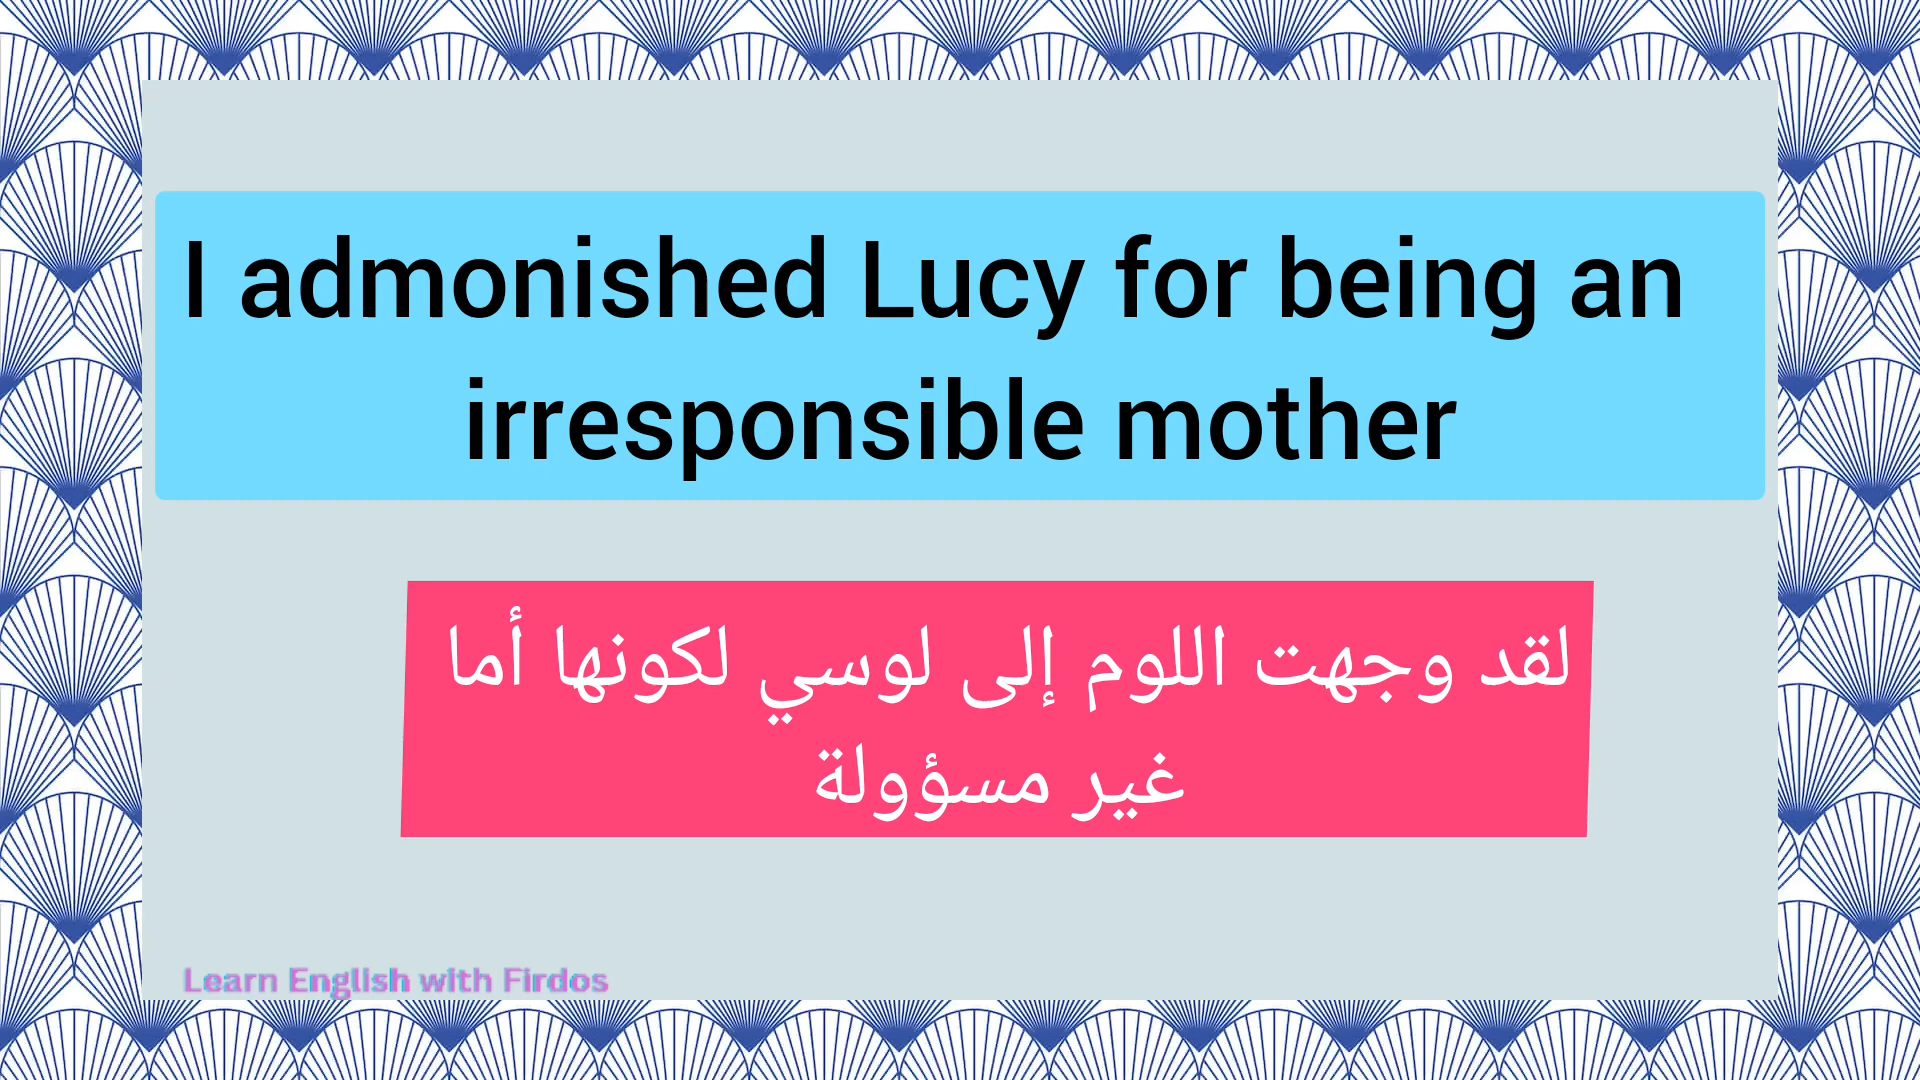 I admonished Lucy for being an
irresponsible mother
لقد وجهت اللوم إلى لوسي لكونها أما
غير مسؤولة
Learn English with Firdos